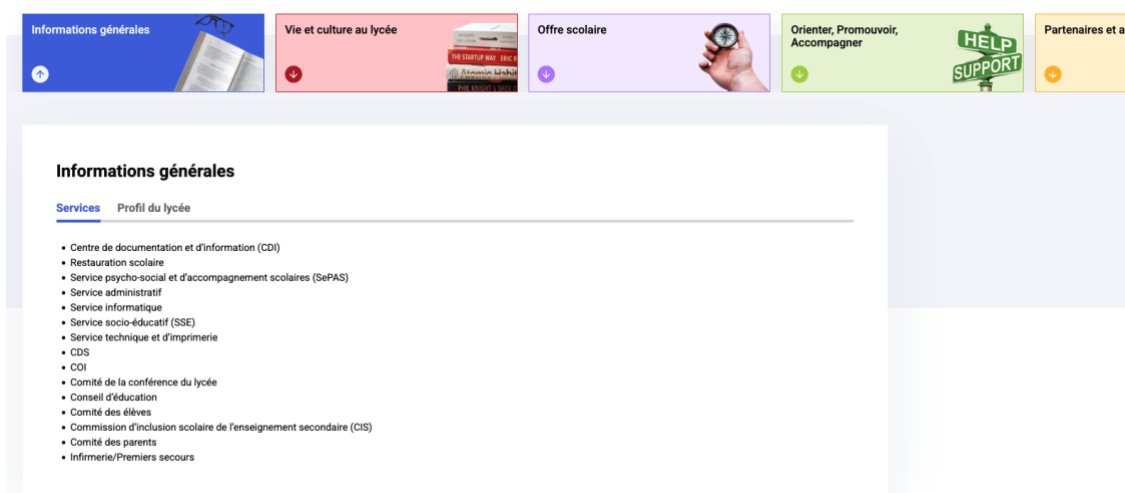 Informations générales
Vie et culture au lycée
Offre scolaire
Orienter, Promouvoir,
Accompagner
Partenaires et a
THE STARTUP WAY ERIC
Atomic Habit
PHIL KNIGHT
HELP
SUPPORT
Informations générales
Services Profil du lycée
• Centre de documentation et d'information (CDI)
• Restauration scolaire
• Service psycho-social et d'accompagnement scolaires (SePAS)
• Service administratif
• Service informatique
• Service socio-éducatif (SSE)
• Service technique et d'imprimerie
• CDS
• COI
• Comité de la conférence du lycée
• Conseil d'éducation
• Comité des élèves
• Commission d'inclusion scolaire de l'enseignement secondaire (CIS)
• Comité des parents
• Infirmerie/Premiers secours